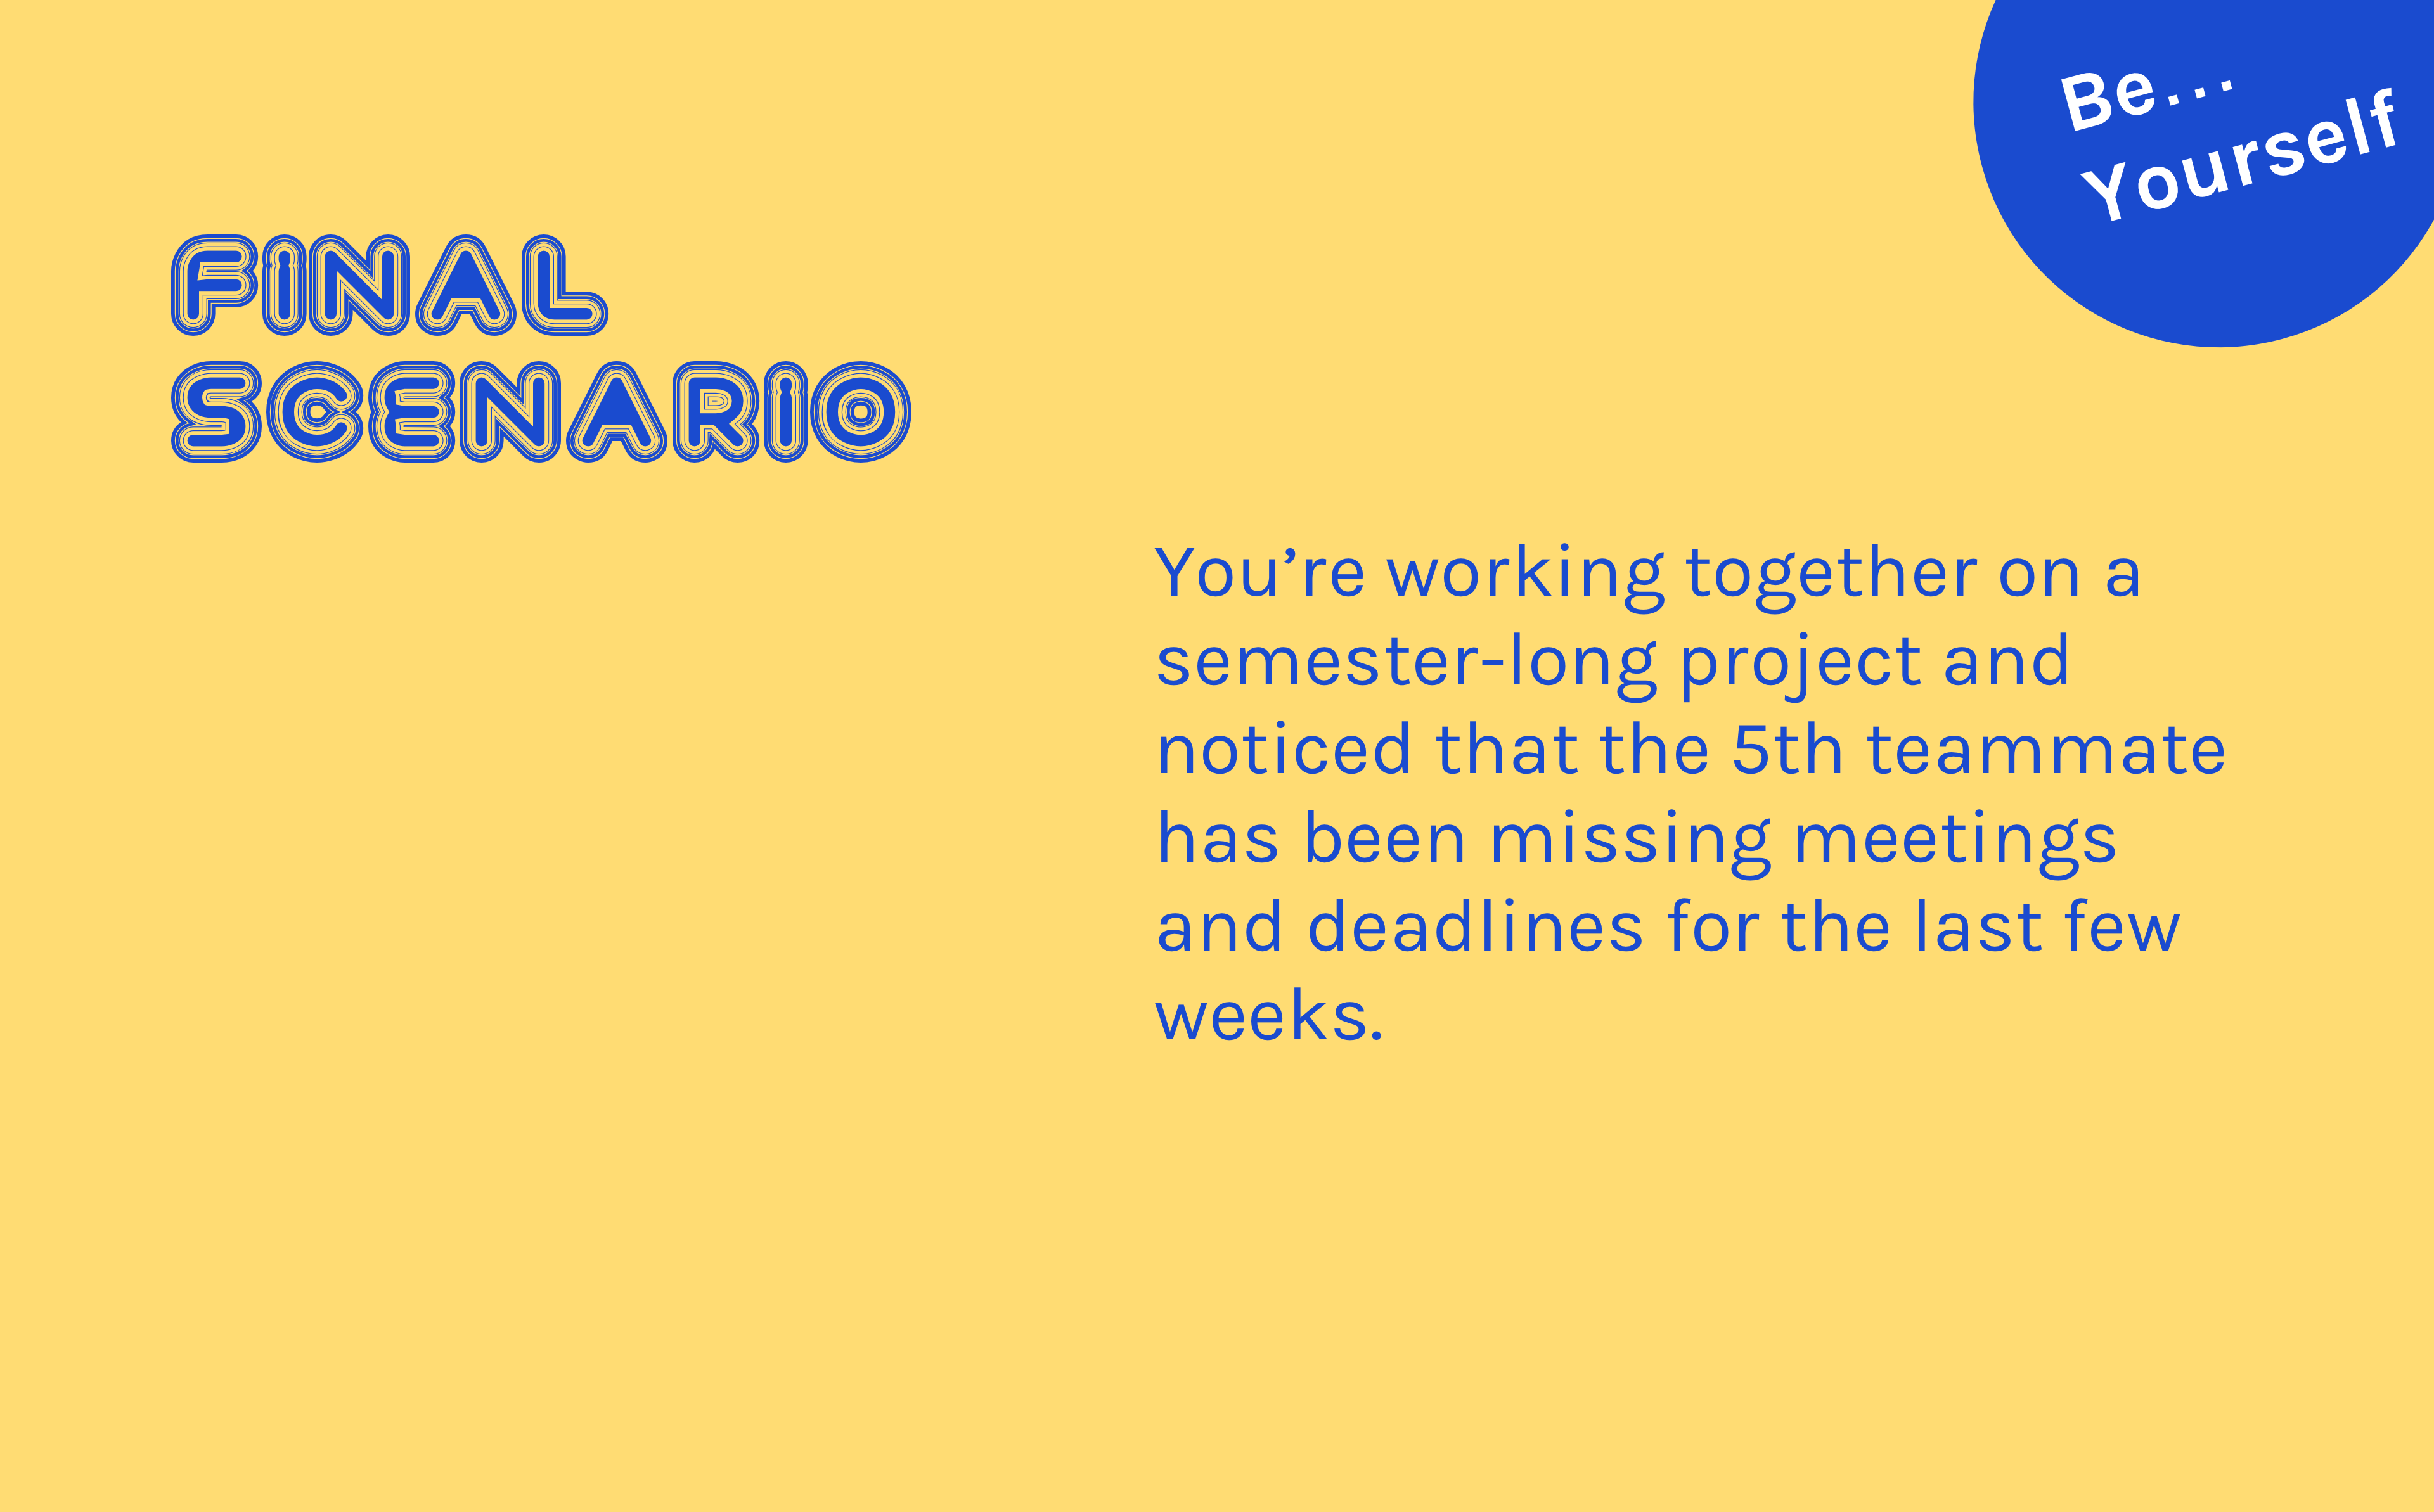 Be...
Yourself
FINAL
SCENARIO
You’re working together on a
semester-long project and
noticed that the 5th teammate
has been missing meetings
and deadlines for the last few
weeks.